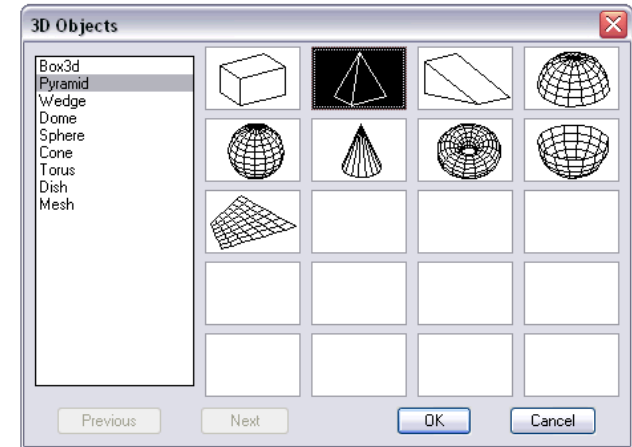 3D Objects
Box3d
Pyramid
Wedge
Dome
Sphere
Cone
Torus
Dish
Mesh
Previous
Next
OK
Cancel